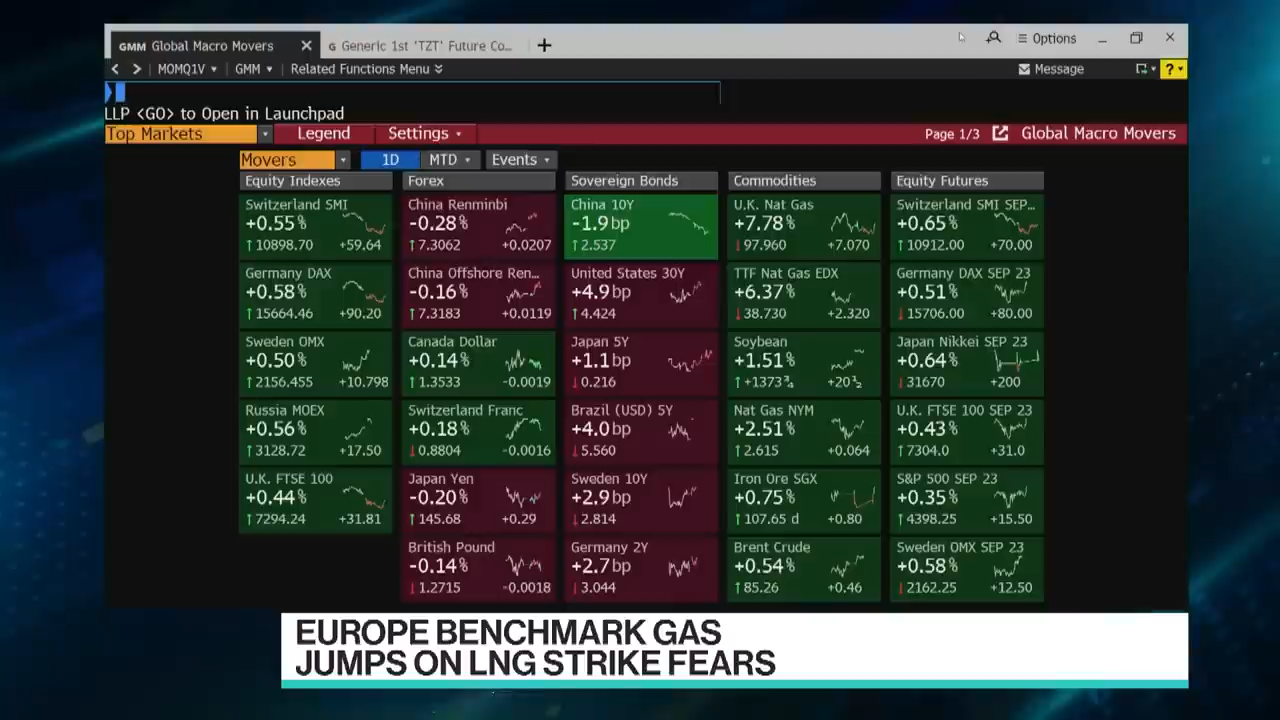 GMM Global Macro Movers
G Generic 1st 'TZT' Future Co...
Options
MOMQ1V
GMM
Related Functions Menu
Message
?
LLP <GO> to Open in Launchpad
Top Markets
Legend
Settings
Page 1/3
Global Macro Movers
Movers
1D
MTD
Events
Equity Indexes
Switzerland SMI
+0.55%
↑10898.70 +59.64
Germany DAX
+0.58%
↑15664.46 +90.20
Sweden OMX
+0.50%
↑2156.455 +10.798
Russia MOEX
+0.56%
↑3128.72 +17.50
U.K. FTSE 100
+0.44%
↑7294.24 +31.81
Forex
China Renminbi
-0.28%
↑7.3062 +0.0207
China Offshore Ren...
-0.16%
↑7.3183 +0.0119
Canada Dollar
+0.14%
↑1.3533 -0.0019
Switzerland Franc
+0.18%
↓0.8804 -0.0016
Japan Yen
-0.20%
↑145.68 +0.29
British Pound
-0.14%
↓1.2715 -0.0018
Sovereign Bonds
China 10Y
-1.9bp
↑2.537
United States 30Y
+4.9bp
↑4.424
Japan 5Y
+1.1bp
↓0.216
Brazil (USD) 5Y
+4.0bp
↓5.560
Sweden 10Y
+2.9bp
↓2.814
Germany 2Y
+2.7bp
↓3.044
Commodities
U.K. Nat Gas
+7.78%
↓97.960 +7.070
TTF Nat Gas EDX
+6.37%
↓38.730 +2.320
Soybean
+1.51%
↑+1373¾ +20½
Nat Gas NYM
+2.51%
↑2.615 +0.064
Iron Ore SGX
+0.75%
↑107.65 d +0.80
Brent Crude
+0.54%
↑85.26 +0.46
Equity Futures
Switzerland SMI SEP...
+0.65%
↑10912.00 +70.00
Germany DAX SEP 23
+0.51%
↓15706.00 +80.00
Japan Nikkei SEP 23
+0.64%
↓31670 +200
U.K. FTSE 100 SEP 23
+0.43%
↑7304.0 +31.0
S&P 500 SEP 23
+0.35%
↑4398.25 +15.50
Sweden OMX SEP 23
+0.58%
↓2162.25 +12.50
EUROPE BENCHMARK GAS
JUMPS ON LNG STRIKE FEARS